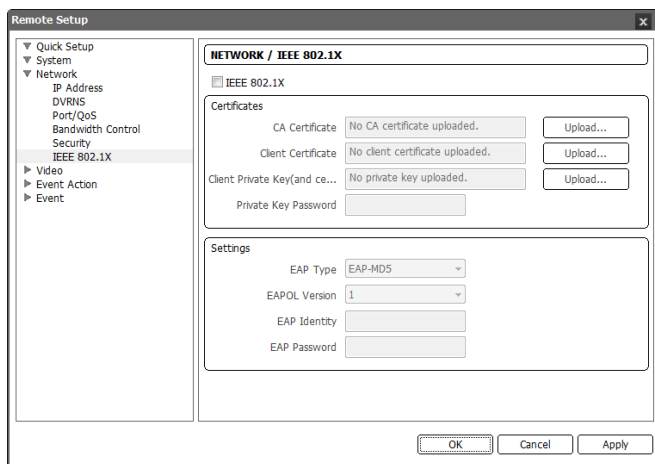 Remote Setup
x
Quick Setup
System
Network
IP Address
DVRNS
Port/QoS
Bandwidth Control
Security
IEEE 802.1X
Video
Event Action
Event
NETWORK / IEEE 802.1X
IEEE 802.1X
Certificates
CA Certificate No CA certificate uploaded. Upload...
Client Certificate No client certificate uploaded. Upload...
Client Private Key(and ce... No private key uploaded. Upload...
Private Key Password
Settings
EAP Type EAP-MD5
EAPOL Version 1
EAP Identity
EAP Password
OK Cancel Apply